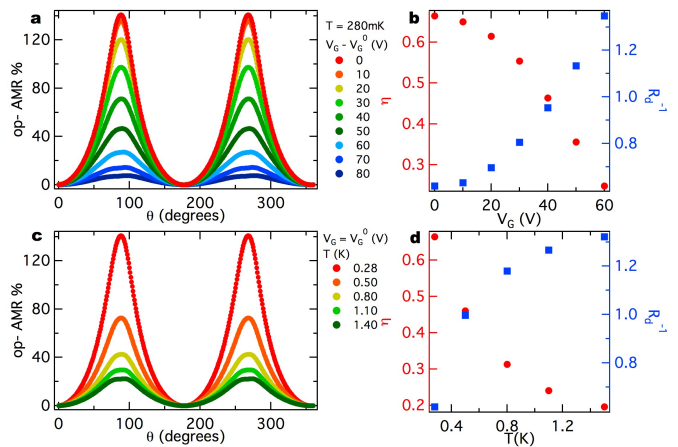 a
op- AMR %
120
80
40
0
0
100
200
300
θ (degrees)
T = 280mK
V_G - V_G^0 (V)
0
10
20
30
40
50
60
70
80
b
η
0.6
0.5
0.4
0.3
0
20
40
60
V_G (V)
1.2
1.0
0.8
R_d^-1
c
op- AMR %
120
80
40
0
0
100
200
300
θ (degrees)
V_G = V_G^0 (V)
T (K)
0.28
0.50
0.80
1.10
1.40
d
η
0.6
0.5
0.4
0.3
0.2
0.4
0.8
1.2
T(K)
1.2
1.0
0.8
R_d^-1